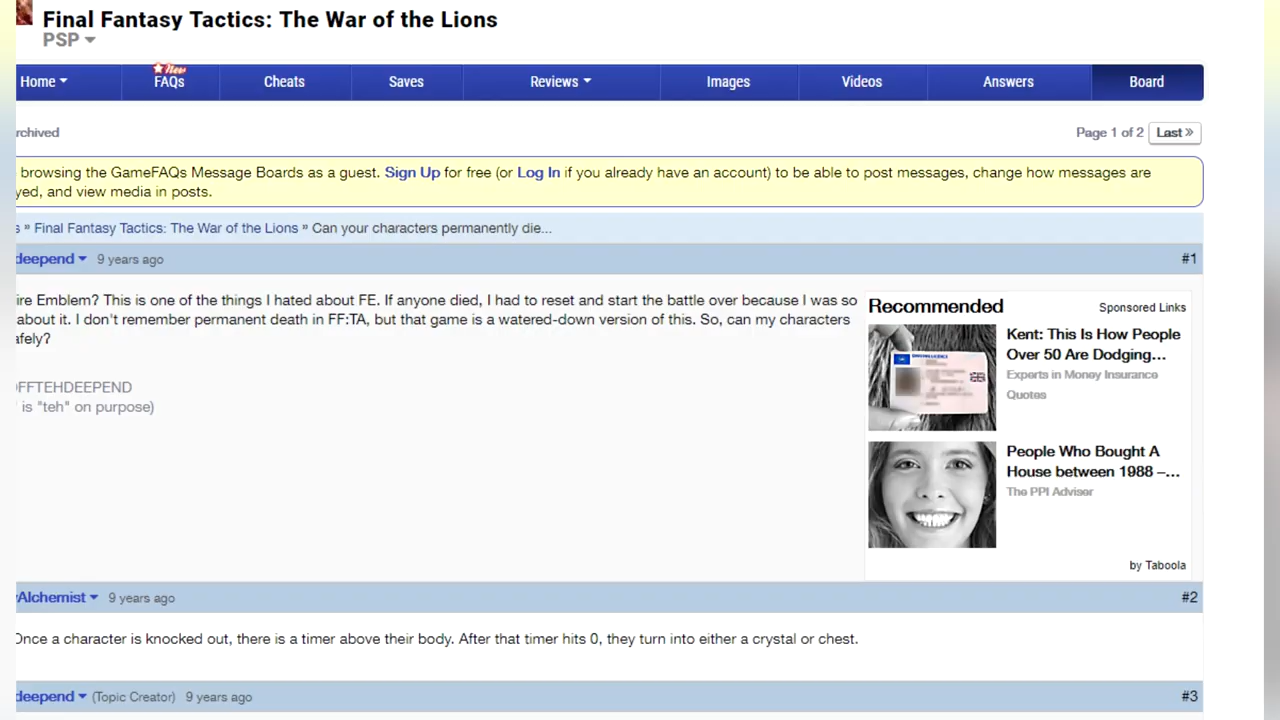 Final Fantasy Tactics: The War of the Lions
PSP
Home
New
FAQs
Cheats
Saves
Reviews
Images
Videos
Answers
Board
rchived
Page 1 of 2
Last »
browsing the GameFAQs Message Boards as a guest. Sign Up for free (or Log In if you already have an account) to be able to post messages, change how messages are
yed, and view media in posts.
s » Final Fantasy Tactics: The War of the Lions » Can your characters permanently die...
deepend 9 years ago #1
ire Emblem? This is one of the things I hated about FE. If anyone died, I had to reset and start the battle over because I was so
about it. I don't remember permanent death in FF:TA, but that game is a watered-down version of this. So, can my characters
afely?
OFFTEHDEEPEND
' is "teh" on purpose)
Recommended
Sponsored Links
Kent: This Is How People
Over 50 Are Dodging...
Experts in Money Insurance
Quotes
People Who Bought A
House between 1988 –...
The PPI Adviser
by Taboola
Alchemist 9 years ago #2
Once a character is knocked out, there is a timer above their body. After that timer hits 0, they turn into either a crystal or chest.
deepend (Topic Creator) 9 years ago #3